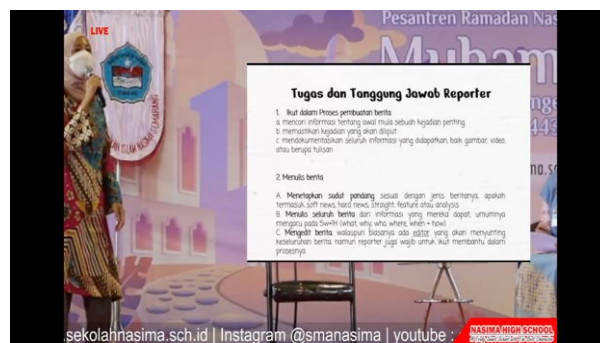 LIVE
Pesantren Ramadan Nas
Muham
Tugas dan Tanggung Jawab Reporter
1. Ikut dalam Proses pembuatan berita
a. mencari informasi tentang awal mula sebuah kejadian penting
b. memastikan kejadian yang akan diliput
c. mendokumentasikan seluruh informasi yang didapatkan, baik gambar, video,
atau berupa tulisan
2. Menulis berita
A. Menetapkan sudut pandang sesuai dengan jenis beritanya, apakah
termasuk soft news, hard news, straight, feature atau analysis
B. Menulis seluruh berita dari informasi yang mereka dapat, umumnya
mengacu pada 5w+1H (what, why, who, where, when + how)
C. Mengedit berita, walaupun biasanya ada editor yang akan menyunting
keseluruhan berita, namun reporter juga wajib untuk ikut membantu dalam
prosesnya
.sekolahnasima.sch.id | Instagram @smanasima | youtube :
NASIMA HIGH SCHOOL